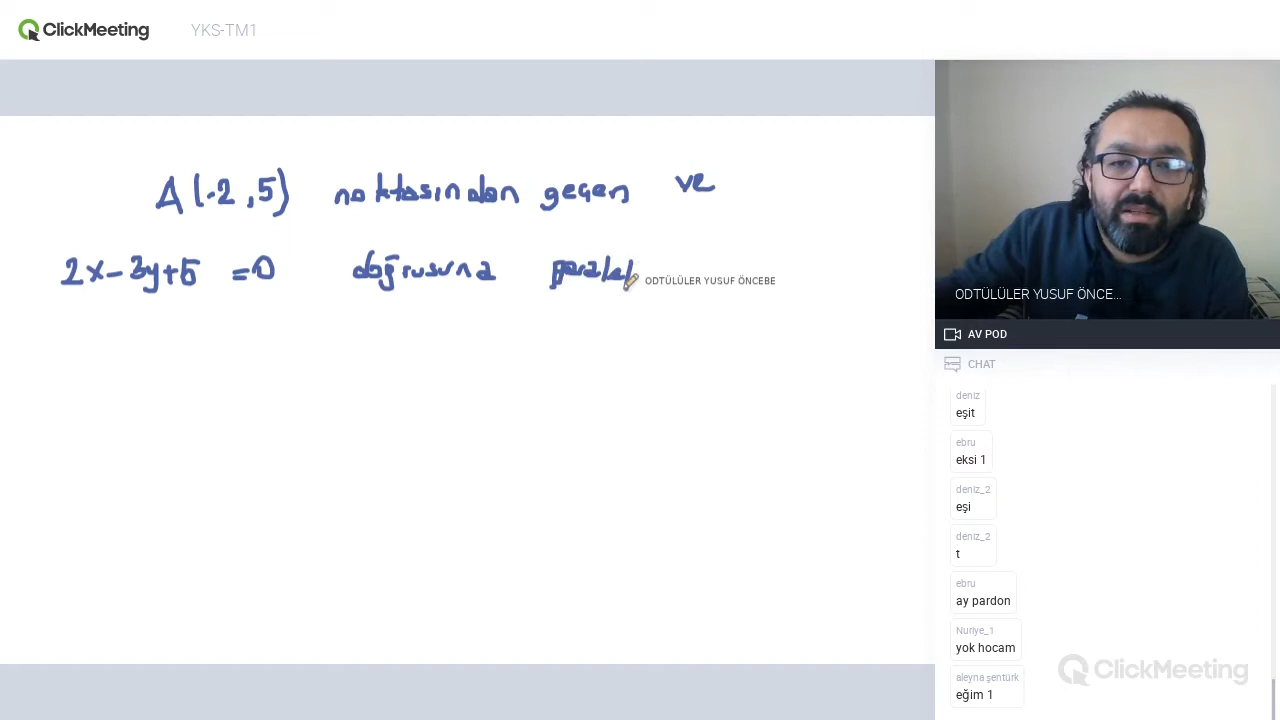 ClickMeeting
YKS-TM1
A(-2,5) noktasından geçen ve
2x-3y+5 =0 doğrusuna paralel
ODTÜLÜLER YUSUF ÖNCEBE
ODTÜLÜLER YUSUF ÖNCE...
AV POD
CHAT
deniz
eşit
ebru
eksi 1
deniz_2
eşi
deniz_2
t
ebru
ay pardon
Nuriye_1
yok hocam
aleyna şentürk
eğim 1
ClickMeeting